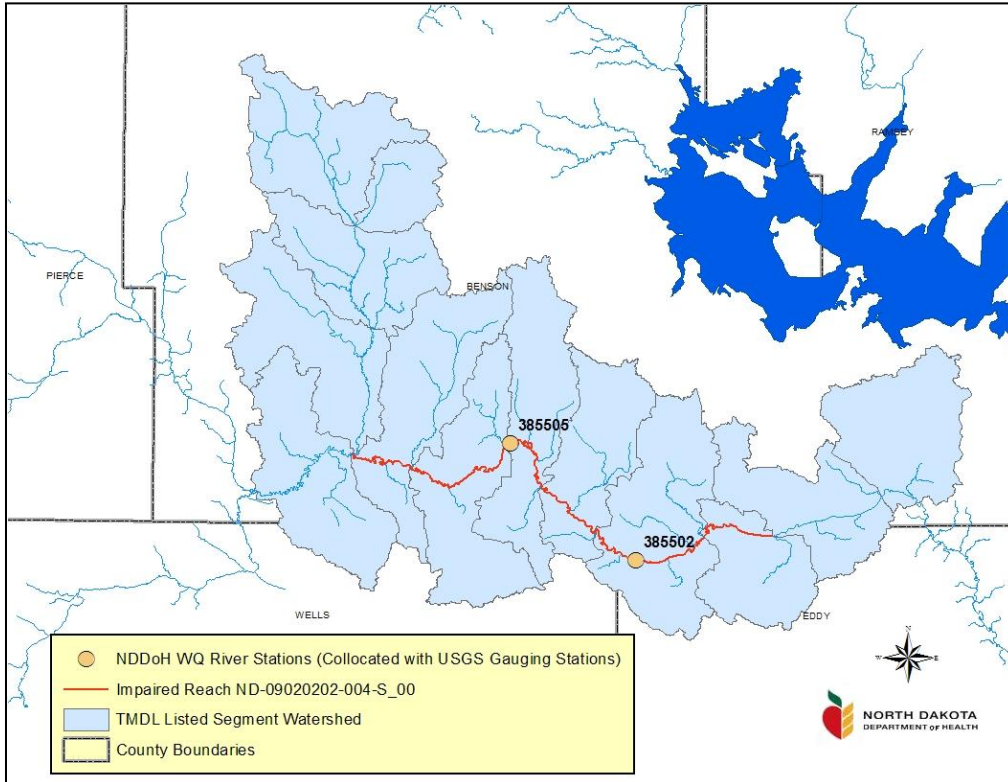 RAMSEY
PIERCE
BENSON
385505
385502
WELLS
EDDY
NDDoH WQ River Stations (Collocated with USGS Gauging Stations)
Impaired Reach ND-09020202-004-S_00
TMDL Listed Segment Watershed
County Boundaries
N
W
E
S
NORTH DAKOTA
DEPARTMENT of HEALTH